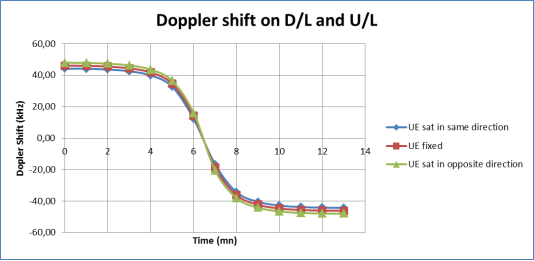 Doppler shift on D/L and U/L
60,00
40,00
20,00
0,00
-20,00
-40,00
-60,00
0 2 4 6 8 10 12 14
Dopler Shift (kHz)
Time (mn)
UE sat in same direction
UE fixed
UE sat in opposite direction